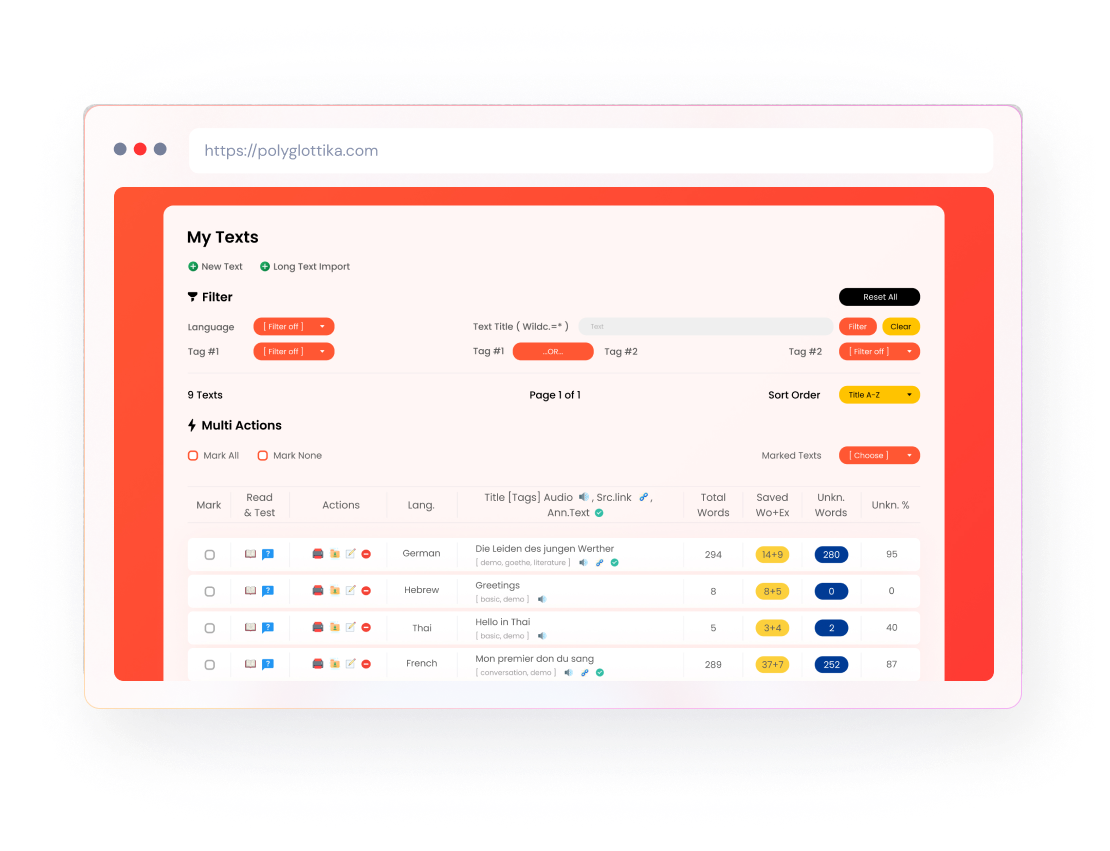 https://polyglottika.com
My Texts
New Text Long Text Import
Filter Reset All
Language [ Filter off ] Text Title ( Wildc.=* ) Text Filter Clear
Tag #1 [ Filter off ] Tag #1 ...OR... Tag #2 Tag #2 [ Filter off ]
9 Texts Page 1 of 1 Sort Order Title A-Z
Multi Actions
Mark All Mark None Marked Texts [ Choose ]
Mark Read & Test Actions Lang. Title [Tags] Audio , Src.link , Ann.Text Total Words Saved Wo+Ex Unkn. Words Unkn. %
German Die Leiden des jungen Werther 294 14+9 280 95
[ demo, goethe, literature ]
Hebrew Greetings 8 8+5 0 0
[ basic, demo ]
Thai Hello in Thai 5 3+4 2 40
[ basic, demo ]
French Mon premier don du sang 289 37+7 252 87
[ conversation, demo ]